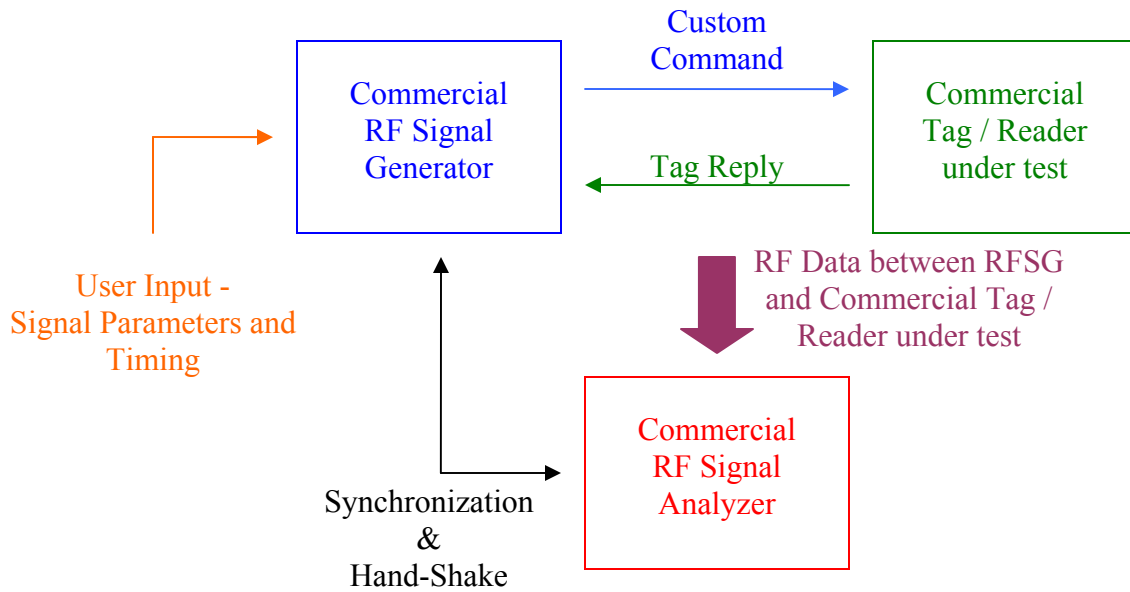 Custom
Command
Commercial
RF Signal
Generator
Commercial
Tag / Reader
under test
Tag Reply
User Input -
Signal Parameters and
Timing
RF Data between RFSG
and Commercial Tag /
Reader under test
Commercial
RF Signal
Analyzer
Synchronization
&
Hand-Shake